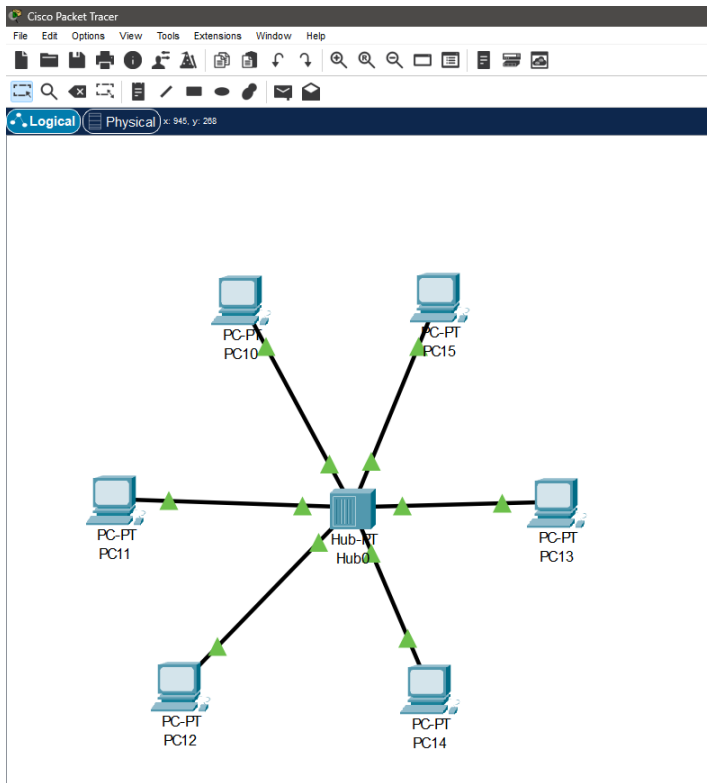 Cisco Packet Tracer
File Edit Options View Tools Extensions Window Help
Logical Physical x: 945, y: 268
PC-PT
PC10
PC-PT
PC15
PC-PT
PC11
Hub-PT
Hub0
PC-PT
PC13
PC-PT
PC12
PC-PT
PC14